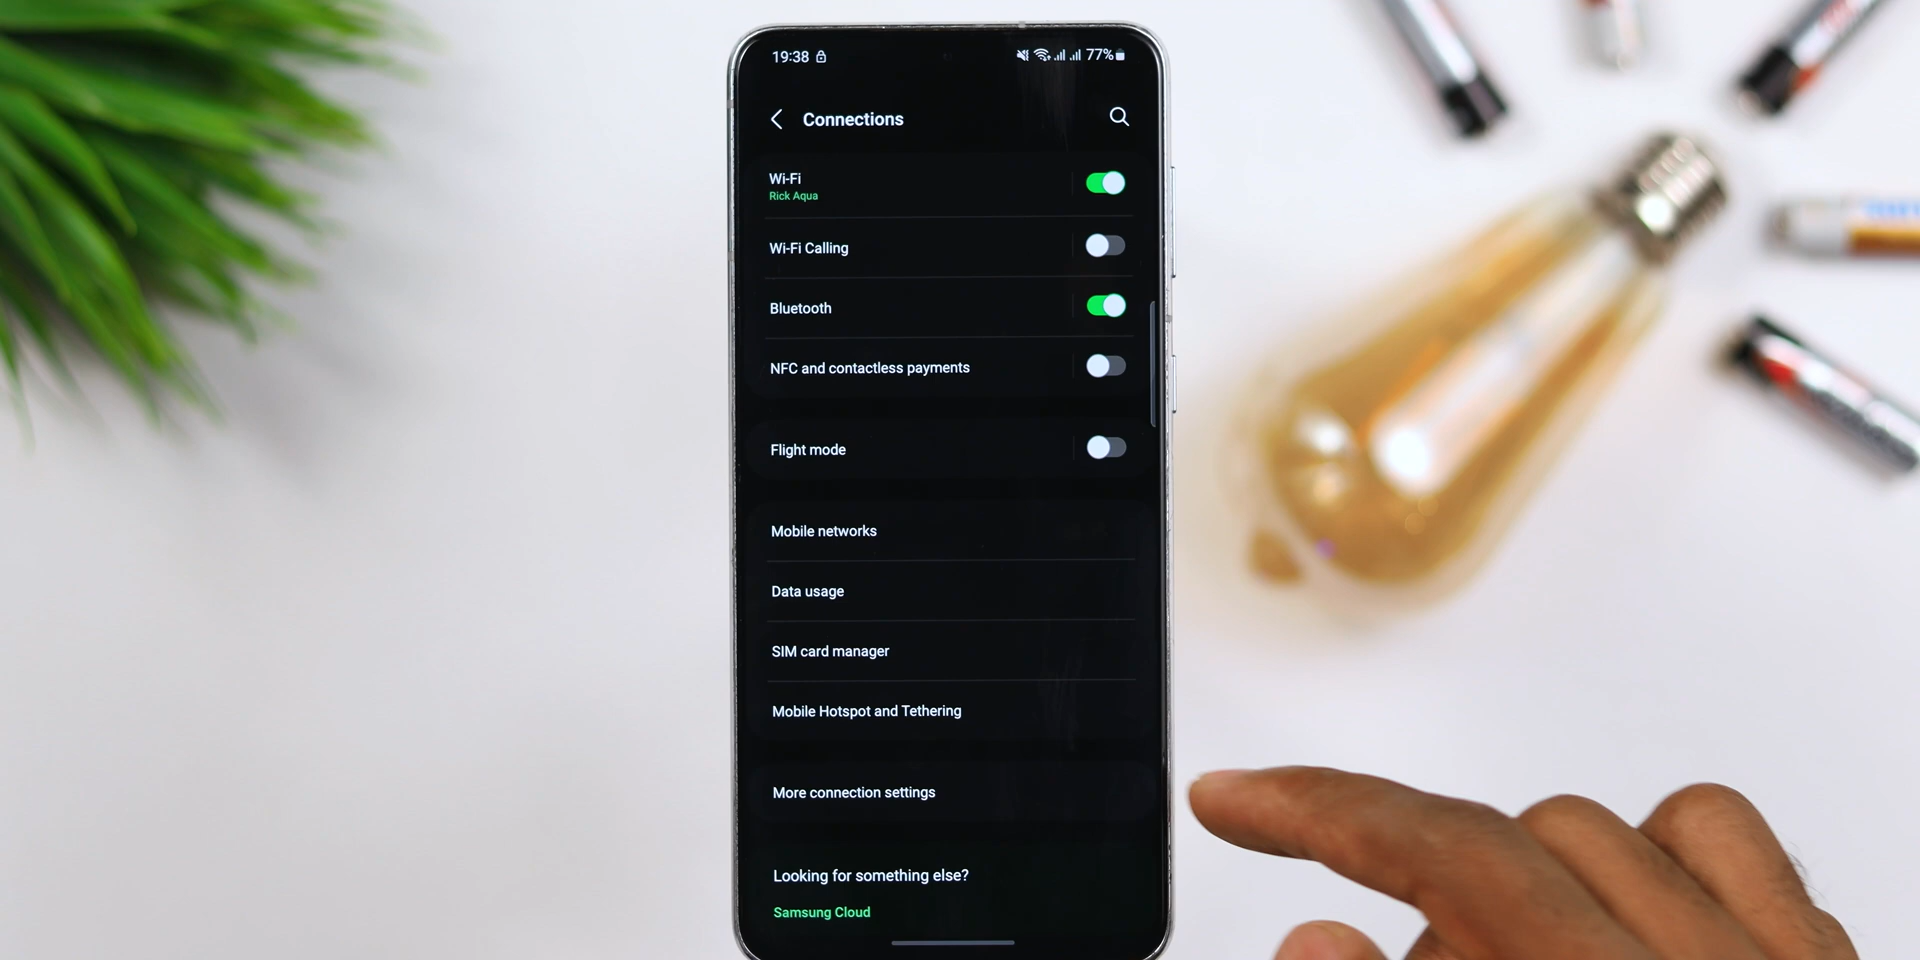 19:38
77%
Connections
Wi-Fi
Rick Aqua
Wi-Fi Calling
Bluetooth
NFC and contactless payments
Flight mode
Mobile networks
Data usage
SIM card manager
Mobile Hotspot and Tethering
More connection settings
Looking for something else?
Samsung Cloud